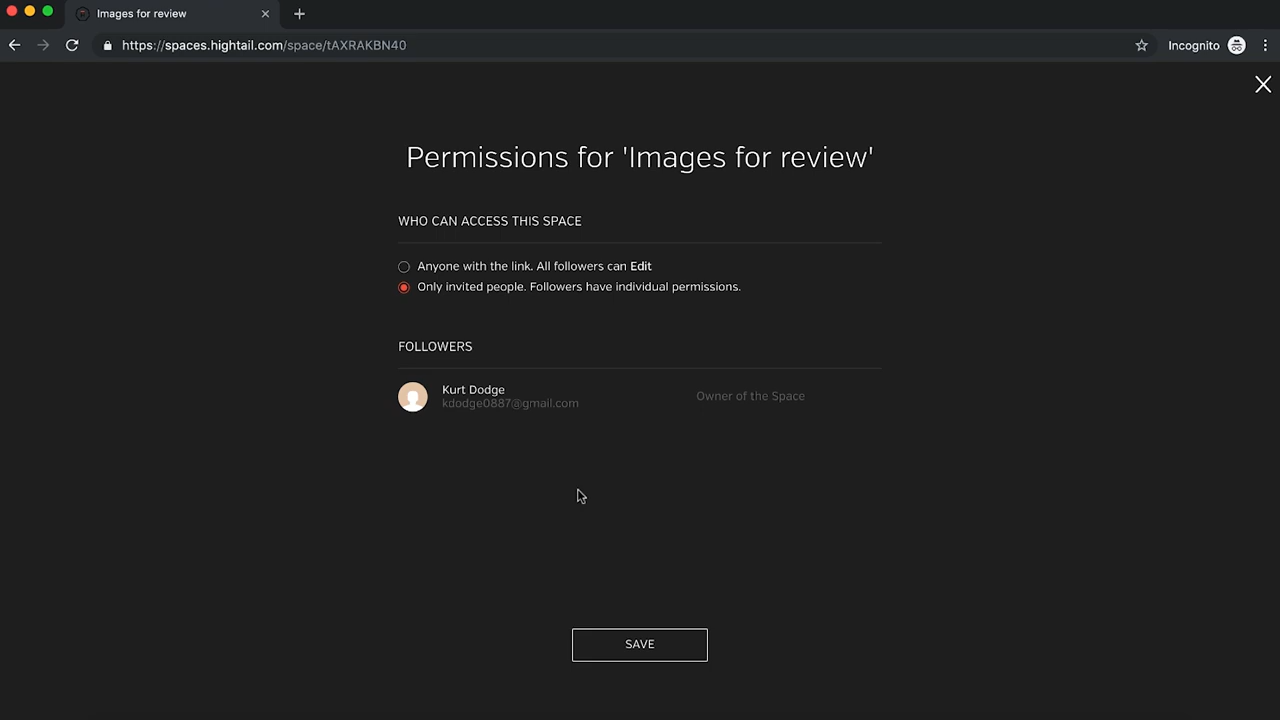 Images for review
https://spaces.hightail.com/space/tAXRAKBN40
Incognito
Permissions for 'Images for review'
WHO CAN ACCESS THIS SPACE
Anyone with the link. All followers can Edit
Only invited people. Followers have individual permissions.
FOLLOWERS
Kurt Dodge
kdodge0887@gmail.com
Owner of the Space
SAVE